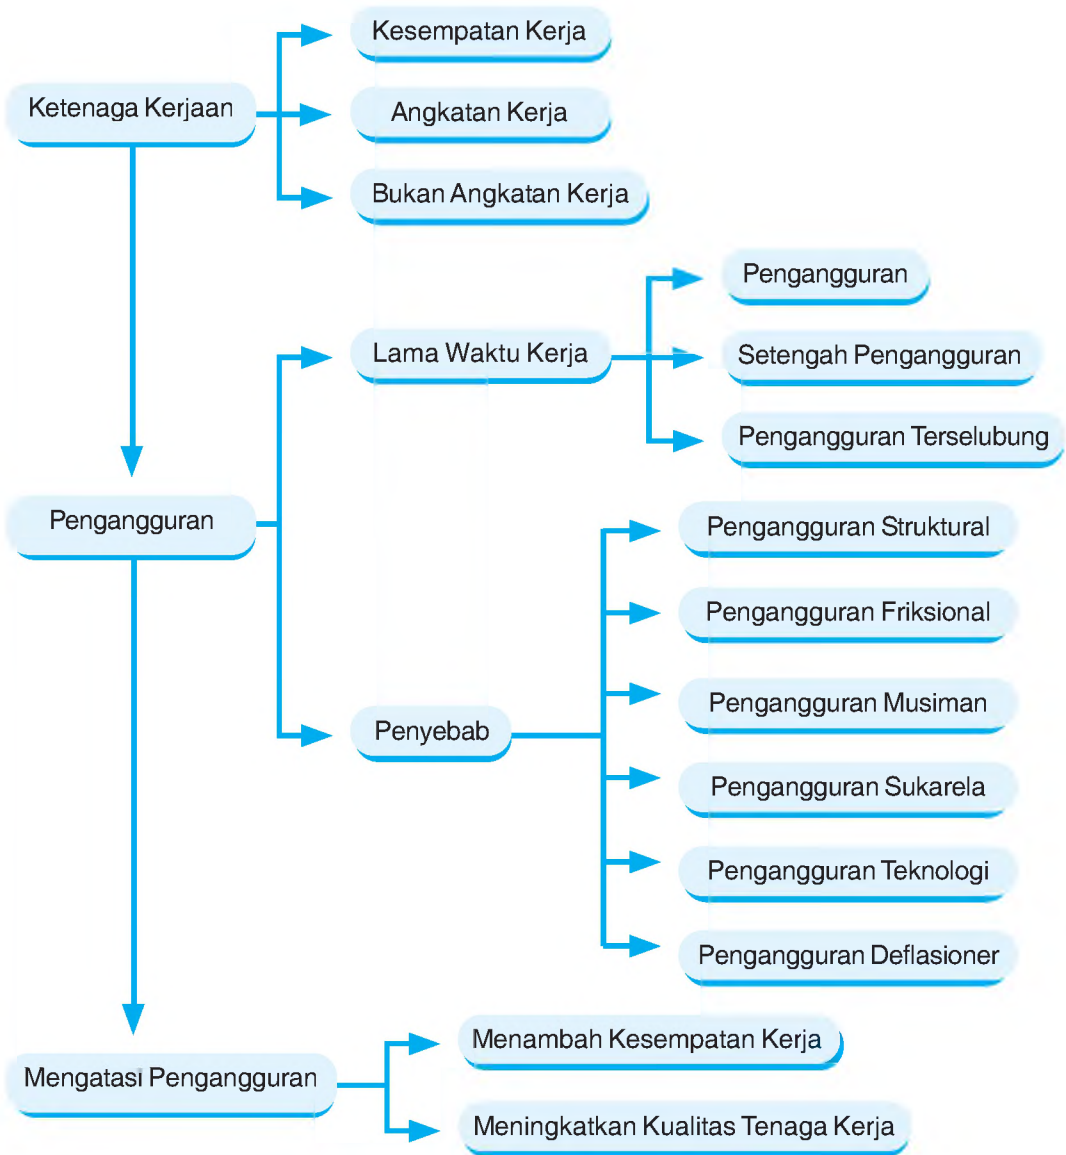 Kesempatan Kerja
Ketenaga Kerjaan
Angkatan Kerja
Bukan Angkatan Kerja
Pengangguran
Lama Waktu Kerja
Setengah Pengangguran
Pengangguran Terselubung
Pengangguran
Pengangguran Struktural
Pengangguran Friksional
Pengangguran Musiman
Penyebab
Pengangguran Sukarela
Pengangguran Teknologi
Pengangguran Deflasioner
Menambah Kesempatan Kerja
Mengatasi Pengangguran
Meningkatkan Kualitas Tenaga Kerja